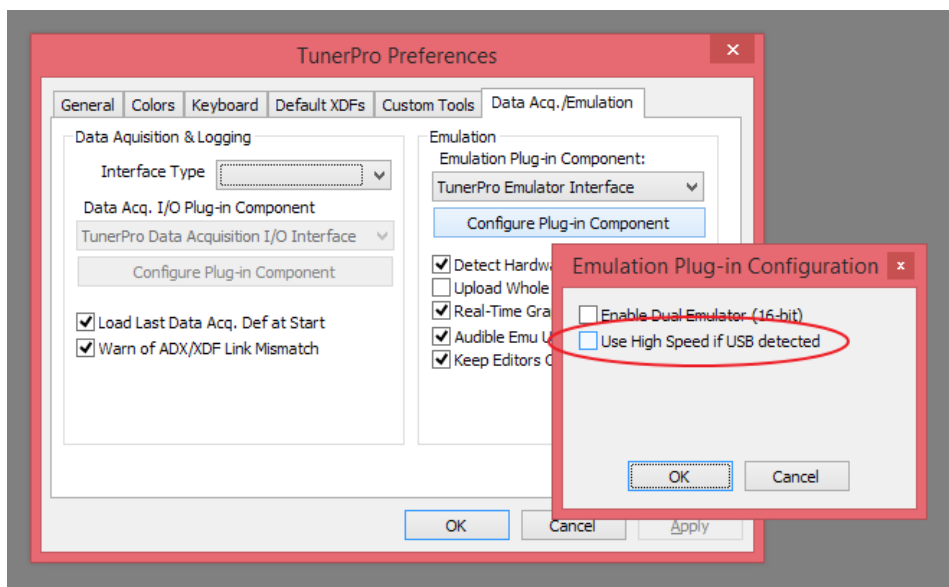 TunerPro Preferences
General
Colors
Keyboard
Default XDFs
Custom Tools
Data Acq./Emulation
Data Aquisition & Logging
Interface Type
Data Acq. I/O Plug-in Component
TunerPro Data Acquisition I/O Interface
Configure Plug-in Component
Load Last Data Acq. Def at Start
Warn of ADX/XDF Link Mismatch
Emulation
Emulation Plug-in Component:
TunerPro Emulator Interface
Configure Plug-in Component
Detect Hardw
Upload Whole
Real-Time Gra
Audible Emu U
Keep Editors
OK
Cancel
Apply
Emulation Plug-in Configuration
Enable Dual Emulator (16-bit)
Use High Speed if USB detected
OK
Cancel